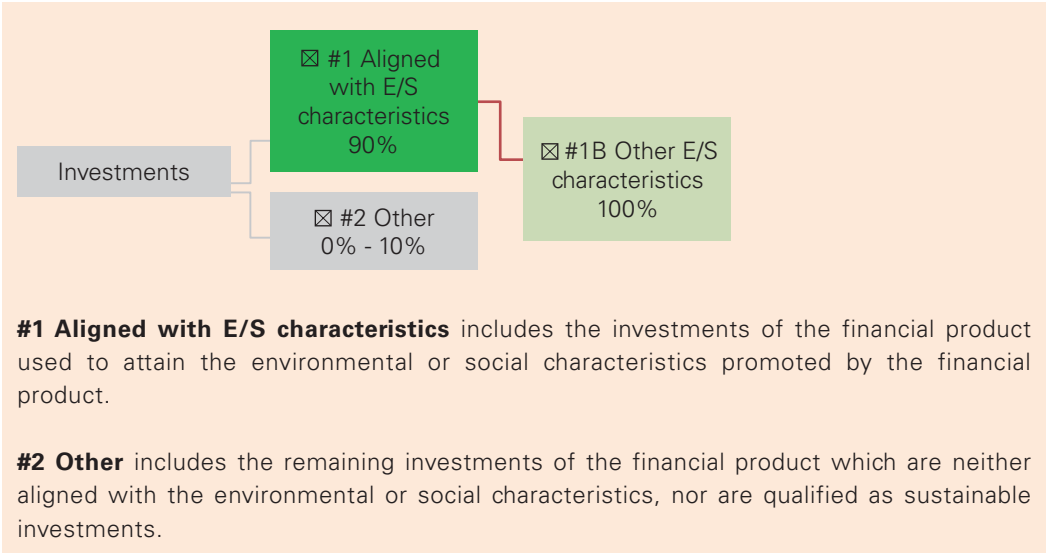 ☒ #1 Aligned
with E/S
characteristics
90%
Investments
☒ #1B Other E/S
characteristics
100%
☒ #2 Other
0% - 10%
#1 Aligned with E/S characteristics includes the investments of the financial product
used to attain the environmental or social characteristics promoted by the financial
product.
#2 Other includes the remaining investments of the financial product which are neither
aligned with the environmental or social characteristics, nor are qualified as sustainable
investments.